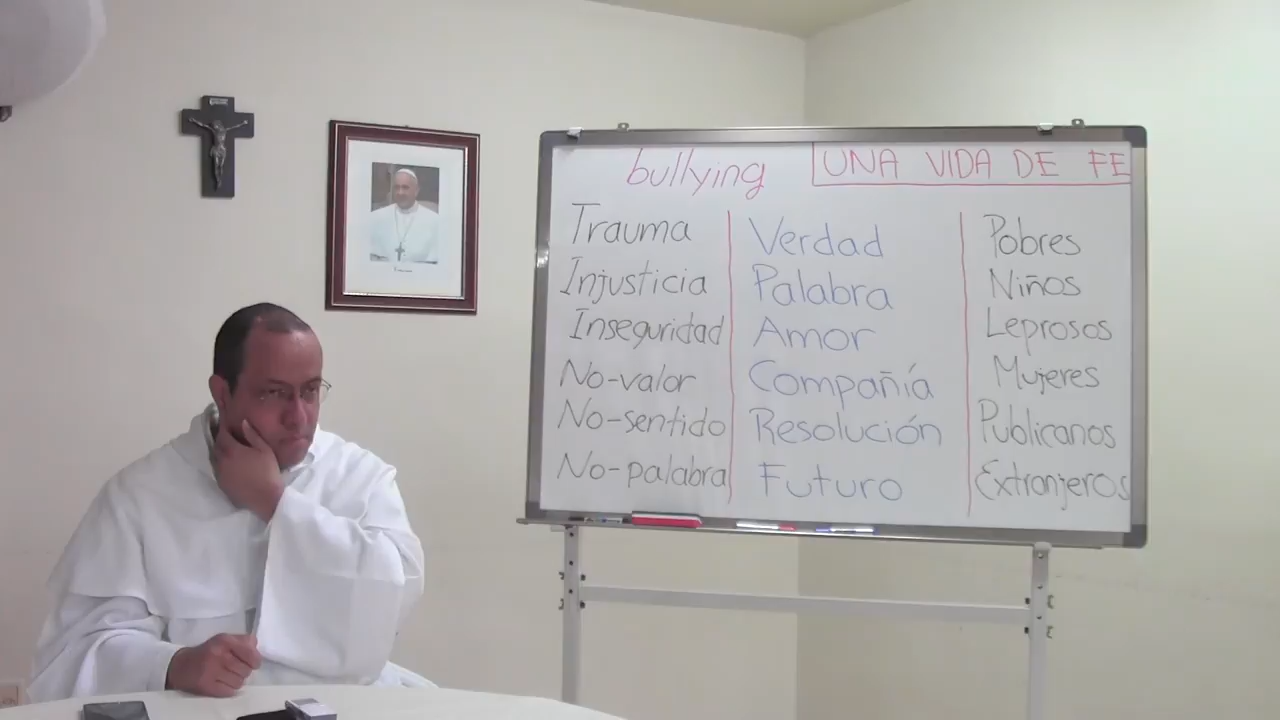 bullying UNA VIDA DE FE
Trauma Verdad Pobres
Injusticia Palabra Niños
Inseguridad Amor Leprosos
No-valor Compañía Mujeres
No-sentido Resolución Publicanos
No-palabra Futuro Extranjeros